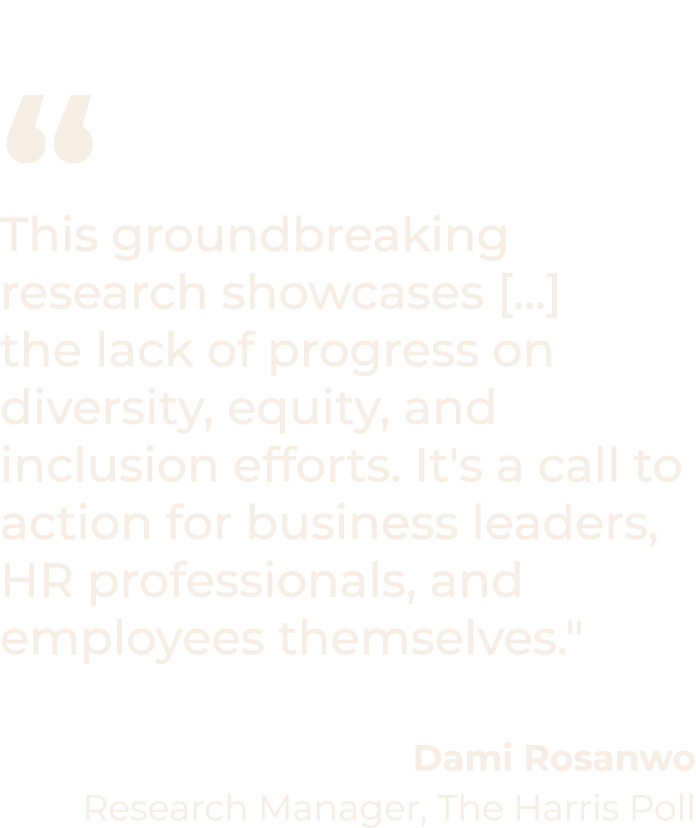 “
This groundbreaking
research showcases [...]
the lack of progress on
diversity, equity, and
inclusion efforts. It's a call to
action for business leaders,
HR professionals, and
employees themselves."
Dami Rosanwo
Research Manager, The Harris Poll